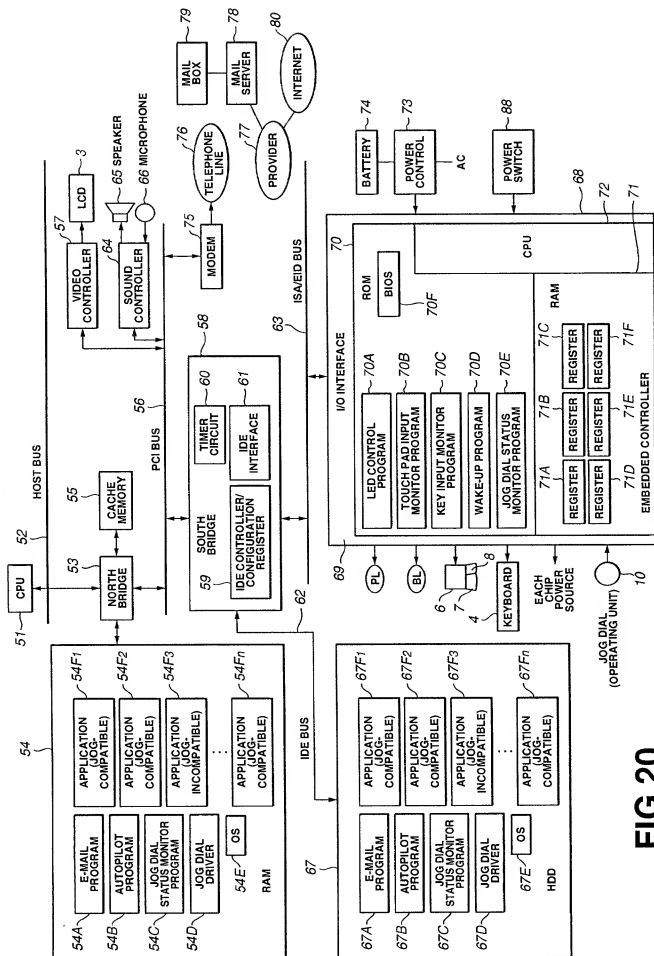 51
CPU
HOST BUS
52
53
NORTH
BRIDGE
55
CACHE
MEMORY
PCI BUS
56
57
VIDEO
CONTROLLER
LCD
3
64
SOUND
CONTROLLER
65 SPEAKER
66 MICROPHONE
75
MODEM
76
TELEPHONE
LINE
79
MAIL
BOX
78
MAIL
SERVER
77
PROVIDER
80
INTERNET
54
54A
E-MAIL
PROGRAM
54B
AUTOPILOT
PROGRAM
54C
JOG DIAL
STATUS MONITOR
PROGRAM
54D
JOG DIAL
DRIVER
54E
OS
RAM
54F1
APPLICATION
(JOG-
COMPATIBLE)
54F2
APPLICATION
(JOG-
COMPATIBLE)
54F3
APPLICATION
(JOG-
INCOMPATIBLE)
54Fn
APPLICATION
(JOG-
COMPATIBLE)
58
SOUTH
BRIDGE
59
IDE CONTROLLER/
CONFIGURATION
REGISTER
60
TIMER
CIRCUIT
61
IDE
INTERFACE
62
IDE BUS
ISA/EID BUS
63
67
67A
E-MAIL
PROGRAM
67B
AUTOPILOT
PROGRAM
67C
JOG DIAL
STATUS MONITOR
PROGRAM
67D
JOG DIAL
DRIVER
67E
OS
HDD
67F1
APPLICATION
(JOG-
COMPATIBLE)
67F2
APPLICATION
(JOG-
COMPATIBLE)
67F3
APPLICATION
(JOG-
INCOMPATIBLE)
67Fn
APPLICATION
(JOG-
COMPATIBLE)
69
I/O INTERFACE
70
ROM
BIOS
70F
70A
LED CONTROL
PROGRAM
70B
TOUCH PAD INPUT
MONITOR PROGRAM
70C
KEY INPUT MONITOR
PROGRAM
70D
WAKE-UP PROGRAM
70E
JOG DIAL STATUS
MONITOR PROGRAM
CPU
72
71
68
RAM
71A
REGISTER
71B
REGISTER
71C
REGISTER
71D
REGISTER
71E
REGISTER
71F
REGISTER
EMBEDDED CONTROLLER
74
BATTERY
73
POWER
CONTROL
AC
88
POWER
SWITCH
PL
BL
6
7
8
4
KEYBOARD
EACH
CHIP POWER
SOURCE
10
JOG DIAL
(OPERATING UNIT)
FIG.20